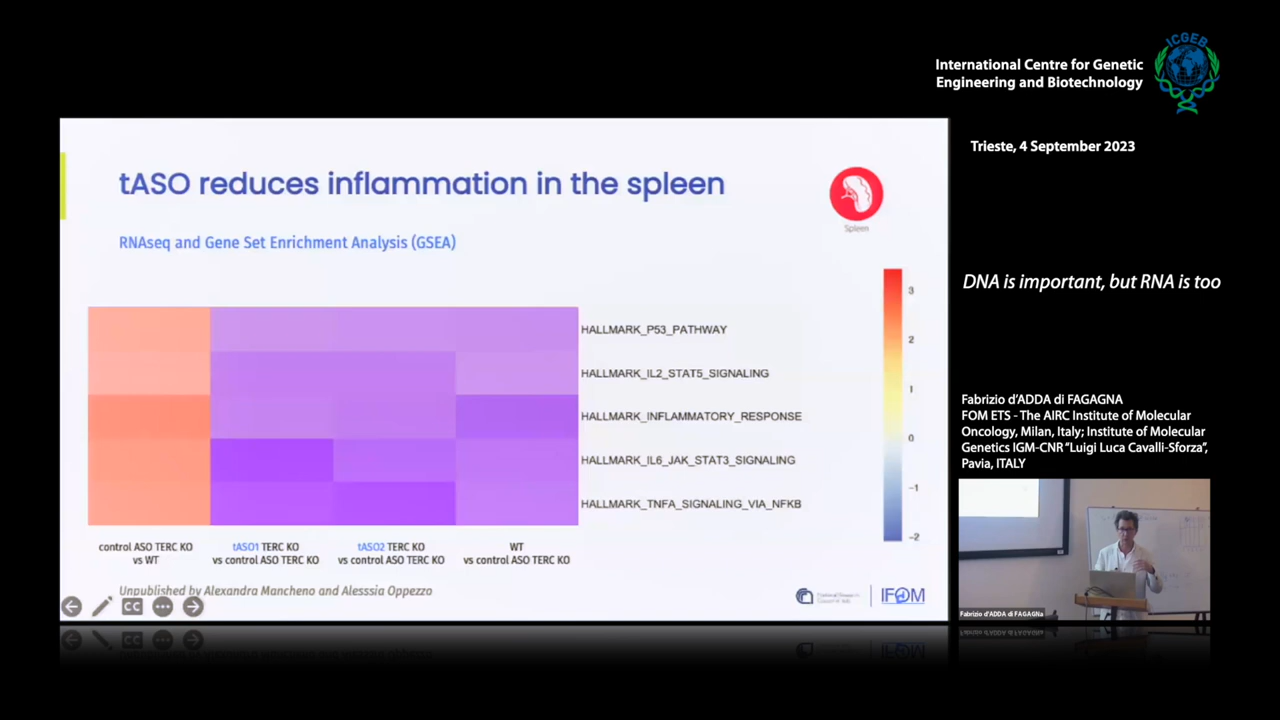 ICGEB
International Centre for Genetic
Engineering and Biotechnology
Trieste, 4 September 2023
tASO reduces inflammation in the spleen
Spleen
RNAseq and Gene Set Enrichment Analysis (GSEA)
DNA is important, but RNA is too
3
2
1
0
-1
-2
HALLMARK_P53_PATHWAY
HALLMARK_IL2_STAT5_SIGNALING
HALLMARK_INFLAMMATORY_RESPONSE
HALLMARK_IL6_JAK_STAT3_SIGNALING
HALLMARK_TNFA_SIGNALING_VIA_NFKB
control ASO TERC KO
vs WT
tASO1 TERC KO
vs control ASO TERC KO
tASO2 TERC KO
vs control ASO TERC KO
WT
vs control ASO TERC KO
Unpublished by Alexandra Mancheno and Alesssia Oppezzo
CC
IFOM
Fabrizio d'ADDA di FAGAGNA
FOM ETS - The AIRC Institute of Molecular
Oncology, Milan, Italy; Institute of Molecular
Genetics IGM-CNR "Luigi Luca Cavalli-Sforza",
Pavia, ITALY
Fabrizio d'ADDA di FAGAGNa